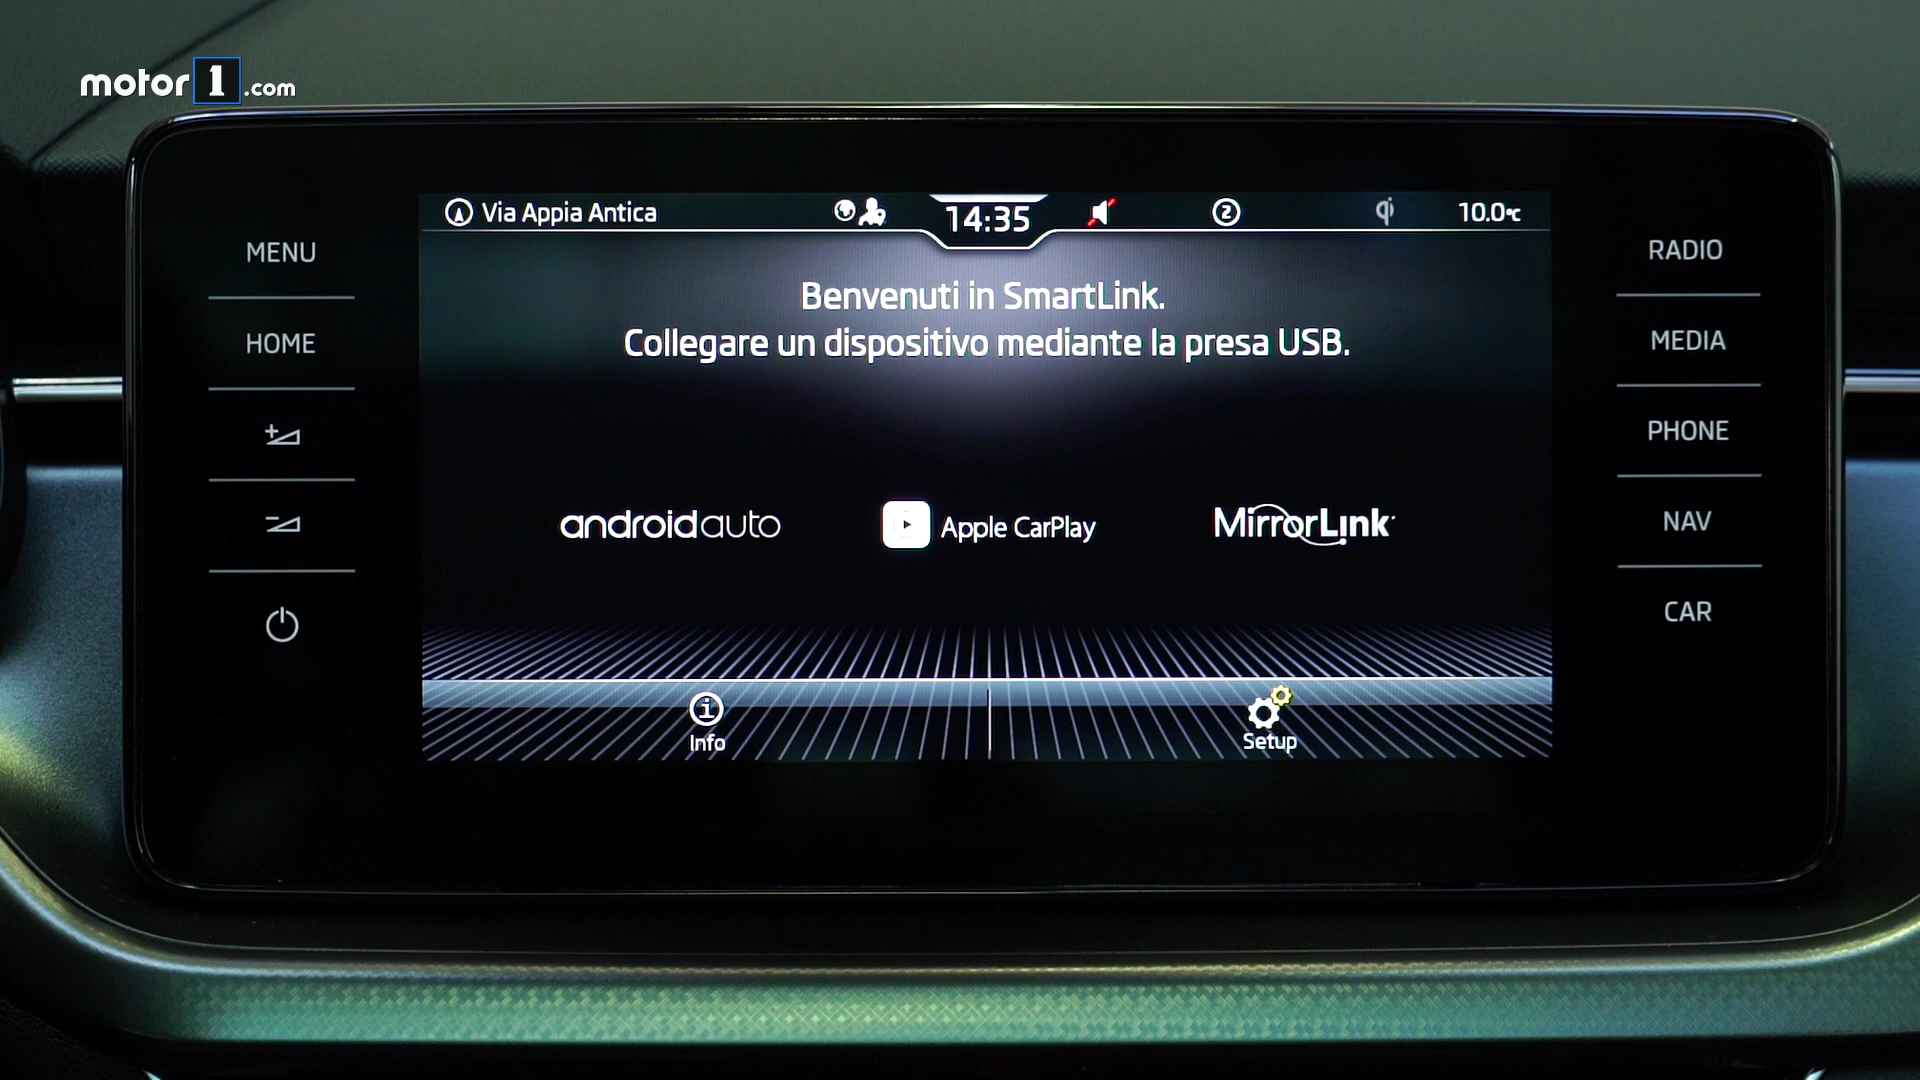 motor1.com
Via Appia Antica
14:35
2
10.0°C
Benvenuti in SmartLink.
Collegare un dispositivo mediante la presa USB.
MENU
HOME
androidauto
Apple CarPlay
MirrorLink
Info
Setup
RADIO
MEDIA
PHONE
NAV
CAR